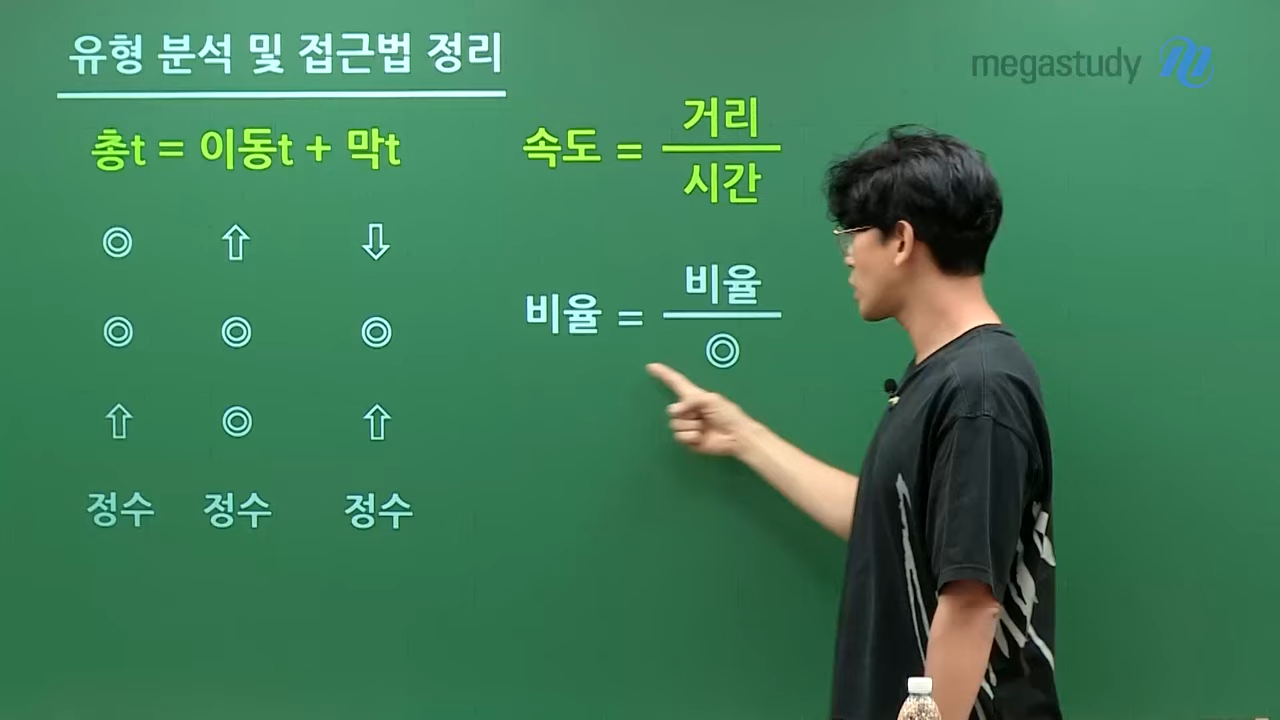 유형 분석 및 접근법 정리
megastudy
총t = 이동t + 막t
◎ ⇧ ⇩
◎ ◎ ◎
⇧ ◎ ⇧
정수 정수 정수
속도 = 거리
시간
비율 = 비율
◎